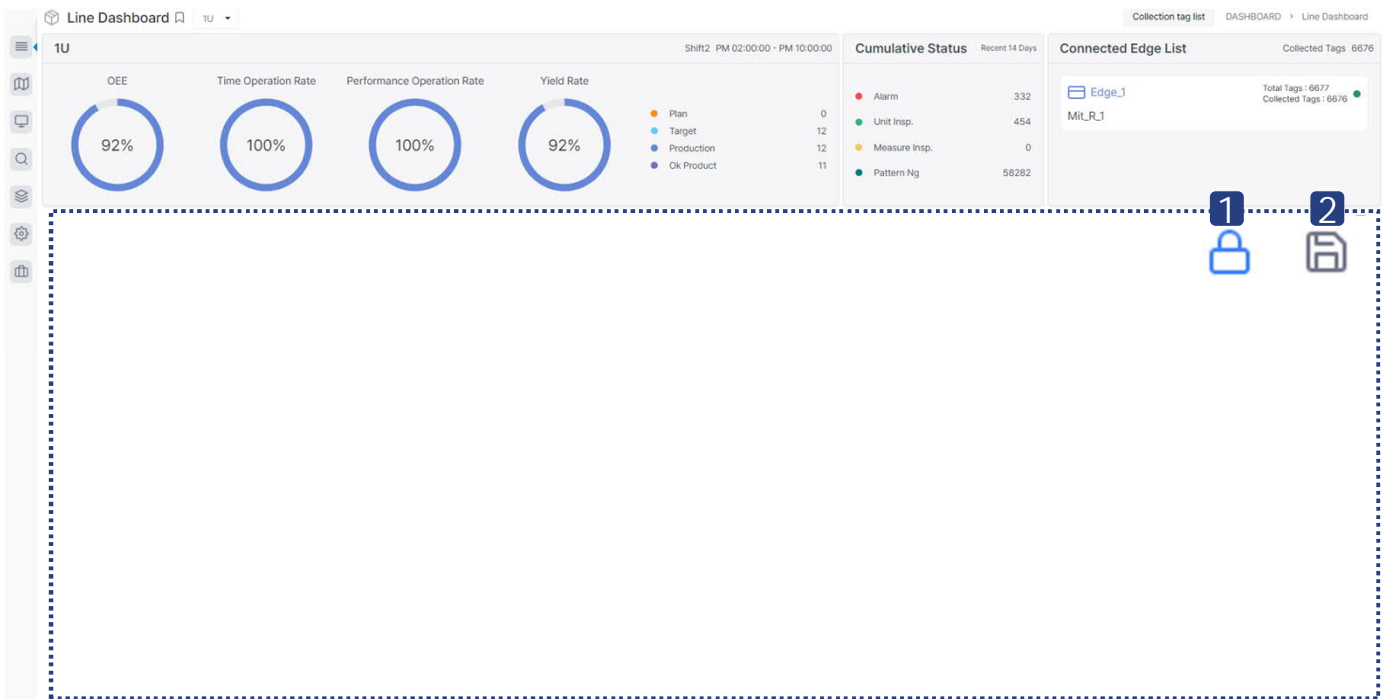 Line Dashboard 1U Collection tag list DASHBOARD > Line Dashboard
1U Shift2 PM 02:00:00 - PM 10:00:00
OEE Time Operation Rate Performance Operation Rate Yield Rate
92% 100% 100% 92%
Plan 0
Target 12
Production 12
Ok Product 11
Cumulative Status Recent 14 Days
Alarm 332
Unit Insp. 454
Measure Insp. 0
Pattern Ng 58282
Connected Edge List Collected Tags 6676
Edge_1 Total Tags : 6677
Collected Tags : 6676
Mit_R_1
1 2